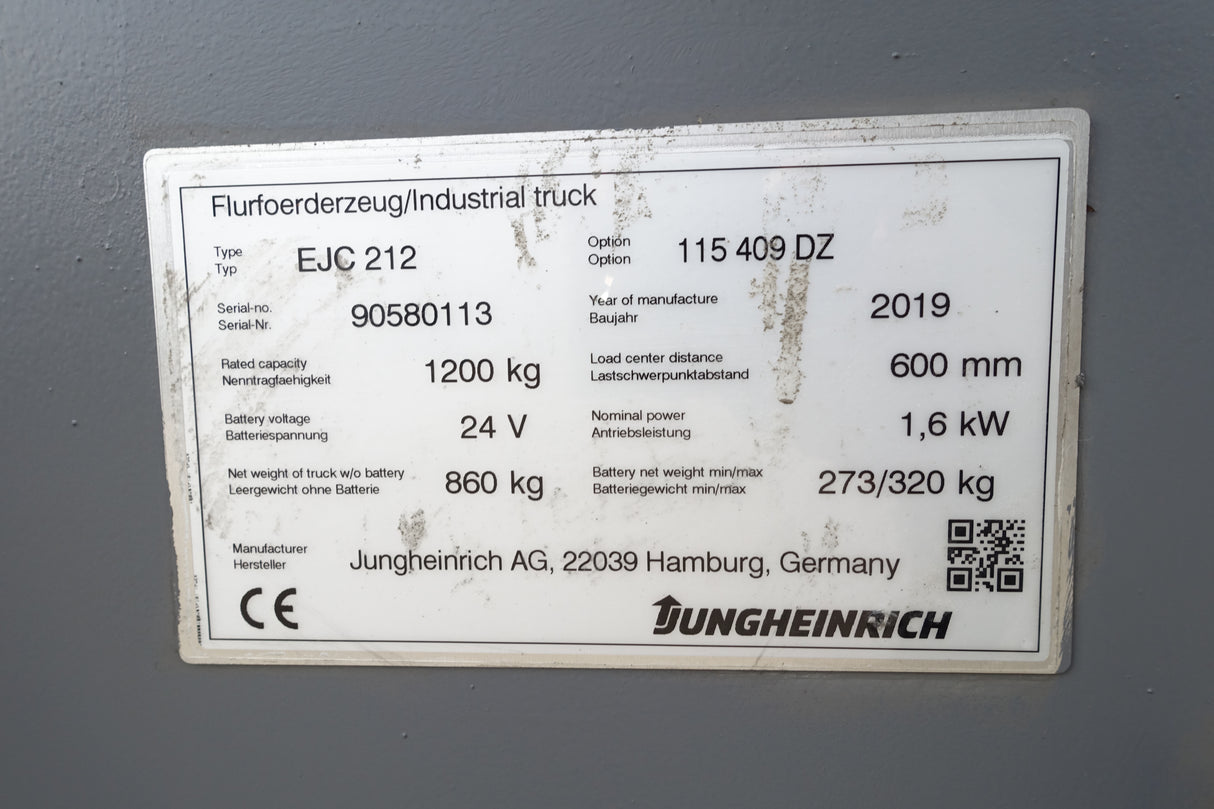 Flurfoerderzeug/Industrial truck
Type EJC 212 Option 115 409 DZ
Typ Option
Serial-no. 90580113 Year of manufacture 2019
Serial-Nr. Baujahr
Rated capacity 1200 kg Load center distance 600 mm
Nenntragfaehigkeit Lastschwerpunktabstand
Battery voltage 24 V Nominal power 1,6 kW
Batteriespannung Antriebsleistung
Net weight of truck w/o battery 860 kg Battery net weight min/max 273/320 kg
Leergewicht ohne Batterie Batteriegewicht min/max
Manufacturer Jungheinrich AG, 22039 Hamburg, Germany
Hersteller
CE JUNGHEINRICH